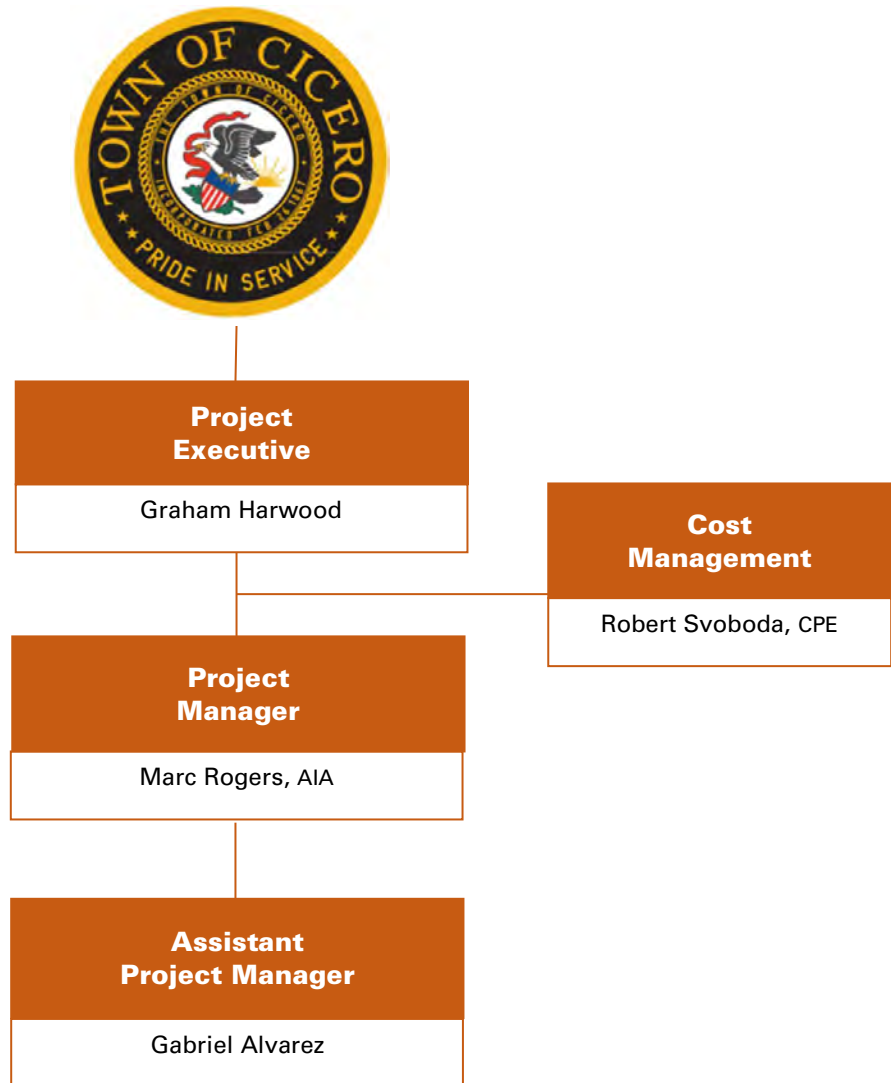 TOWN OF CICERO
THE TOWN OF CICERO
INCORPORATED FEB. 28 1867
PRIDE IN SERVICE
Project
Executive
Graham Harwood
Cost
Management
Robert Svoboda, CPE
Project
Manager
Marc Rogers, AIA
Assistant
Project Manager
Gabriel Alvarez